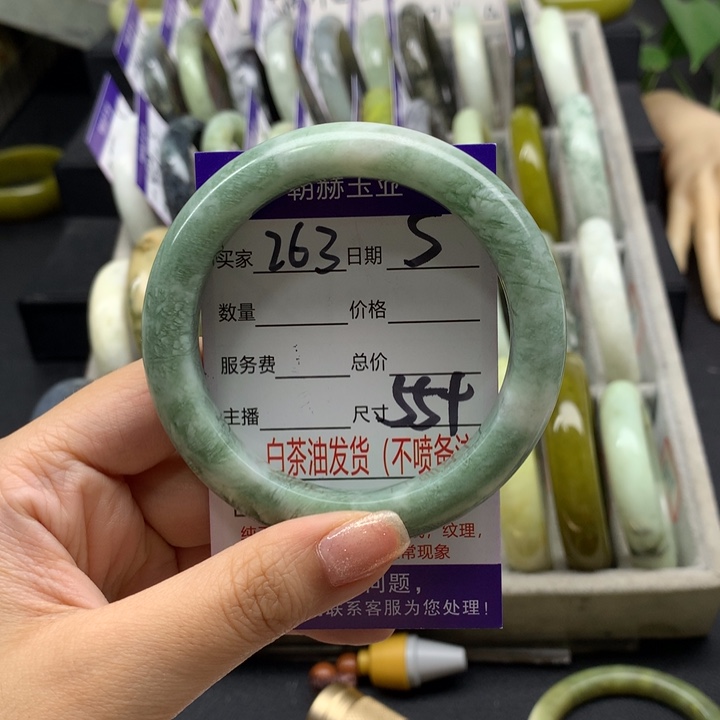 朝赫玉业
买家 263 日期 5
数量 价格
服务费 总价
主播 尺寸 554
白茶油发货（不喷备注
纹理，
常现象
问题，
联系客服为您处理！